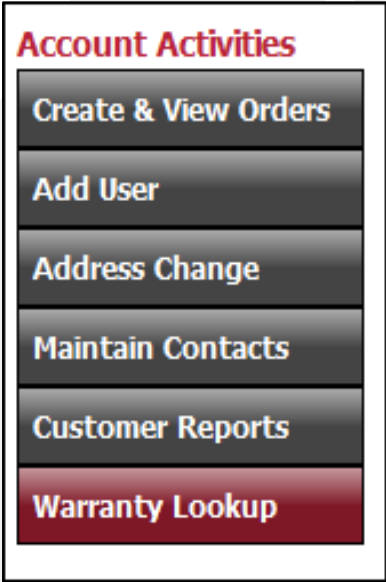 Account Activities
Create & View Orders
Add User
Address Change
Maintain Contacts
Customer Reports
Warranty Lookup